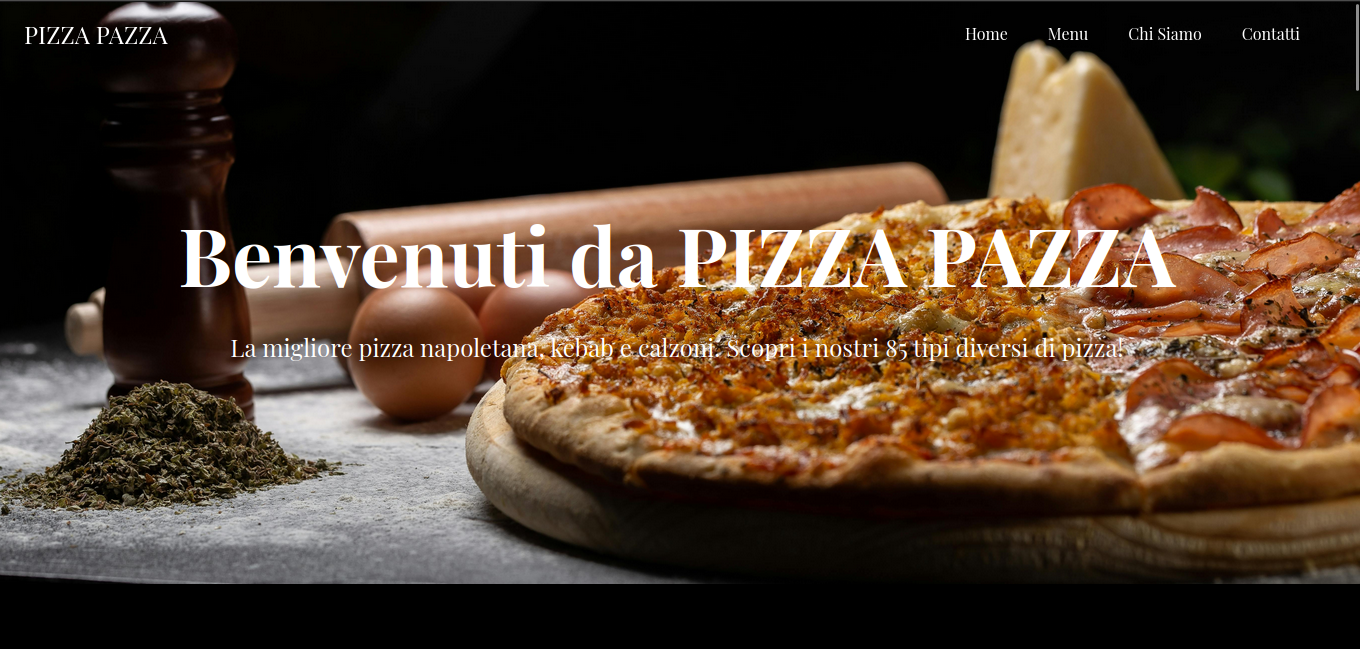 PIZZA PAZZA
Home Menu Chi Siamo Contatti
Benvenuti da PIZZA PAZZA
La migliore pizza napoletana, kebab e calzoni. Scopri i nostri 85 tipi diversi di pizza!